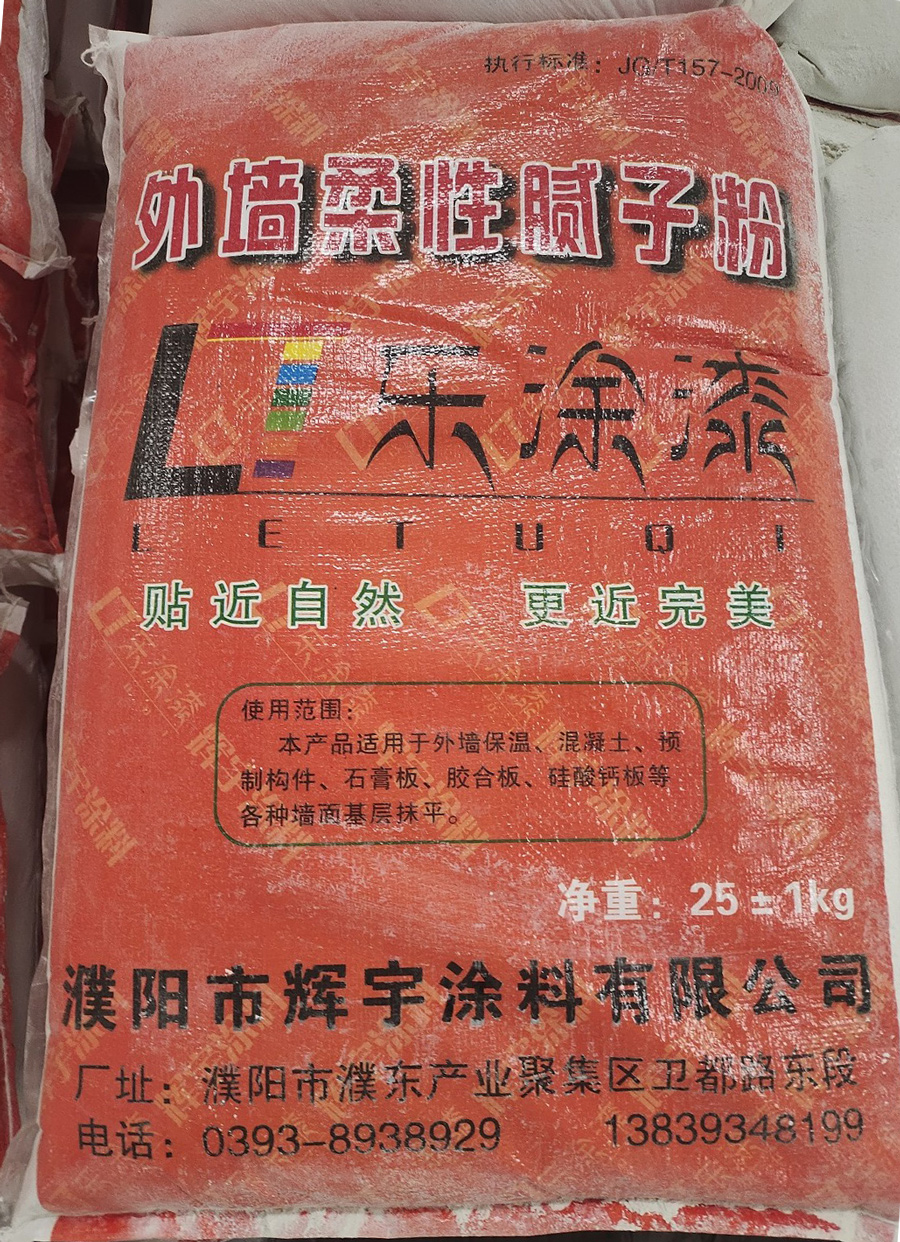 执行标准：JG/T157-2009
外墙柔性腻子粉
乐涂漆
LETUQI
贴近自然 更近完美
使用范围：
本产品适用于外墙保温、混凝土、预
制构件、石膏板、胶合板、硅酸钙板等
各种墙面基层抹平。
净重：25±1kg
濮阳市辉宇涂料有限公司
厂址：濮阳市濮东产业聚集区卫都路东段
电话：0393-8938929 13839348199